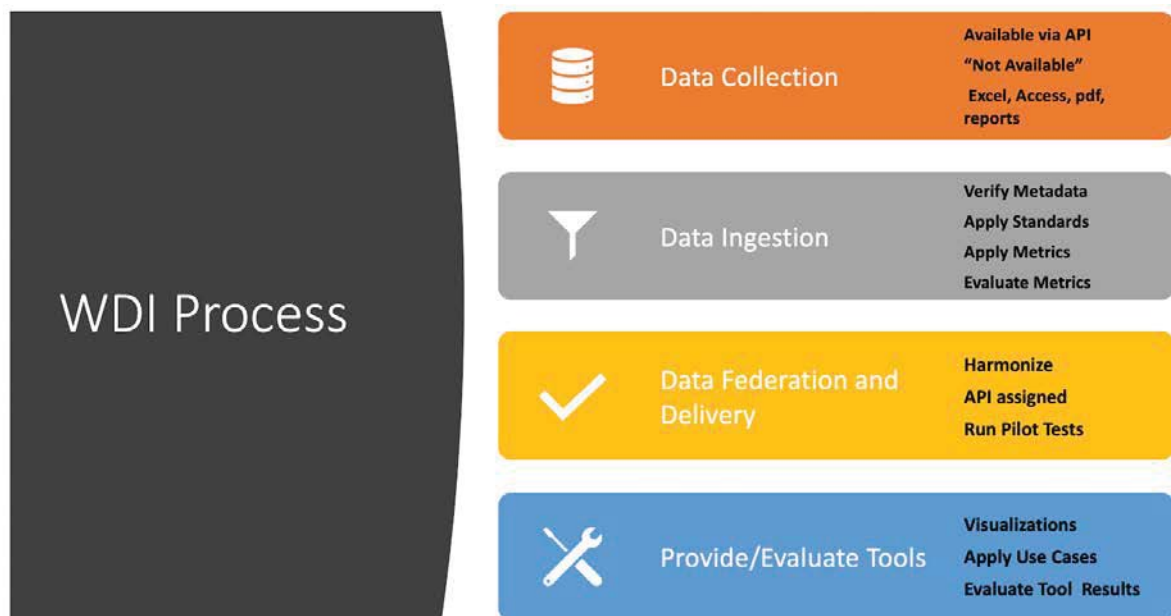 WDI Process
Data Collection
Available via API
“Not Available”
Excel, Access, pdf,
reports
Data Ingestion
Verify Metadata
Apply Standards
Apply Metrics
Evaluate Metrics
Data Federation and
Delivery
Harmonize
API assigned
Run Pilot Tests
Provide/Evaluate Tools
Visualizations
Apply Use Cases
Evaluate Tool Results